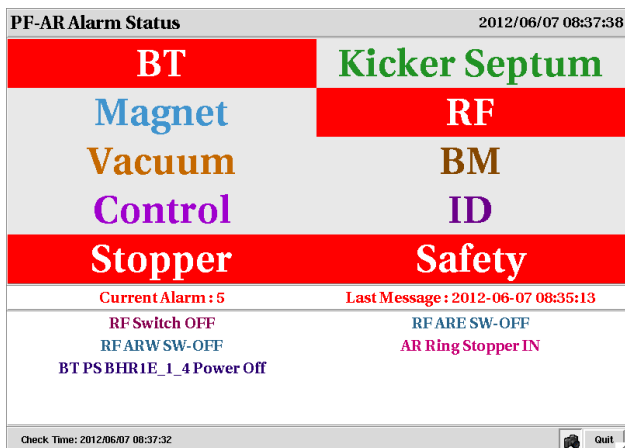 PF-AR Alarm Status 2012/06/07 08:37:38
BT Kicker Septum
Magnet RF
Vacuum BM
Control ID
Stopper Safety
Current Alarm : 5 Last Message : 2012-06-07 08:35:13
RF Switch OFF RF ARE SW-OFF
RF ARW SW-OFF AR Ring Stopper IN
BT PS BHR1E_1_4 Power Off
Check Time: 2012/06/07 08:37:32 Quit